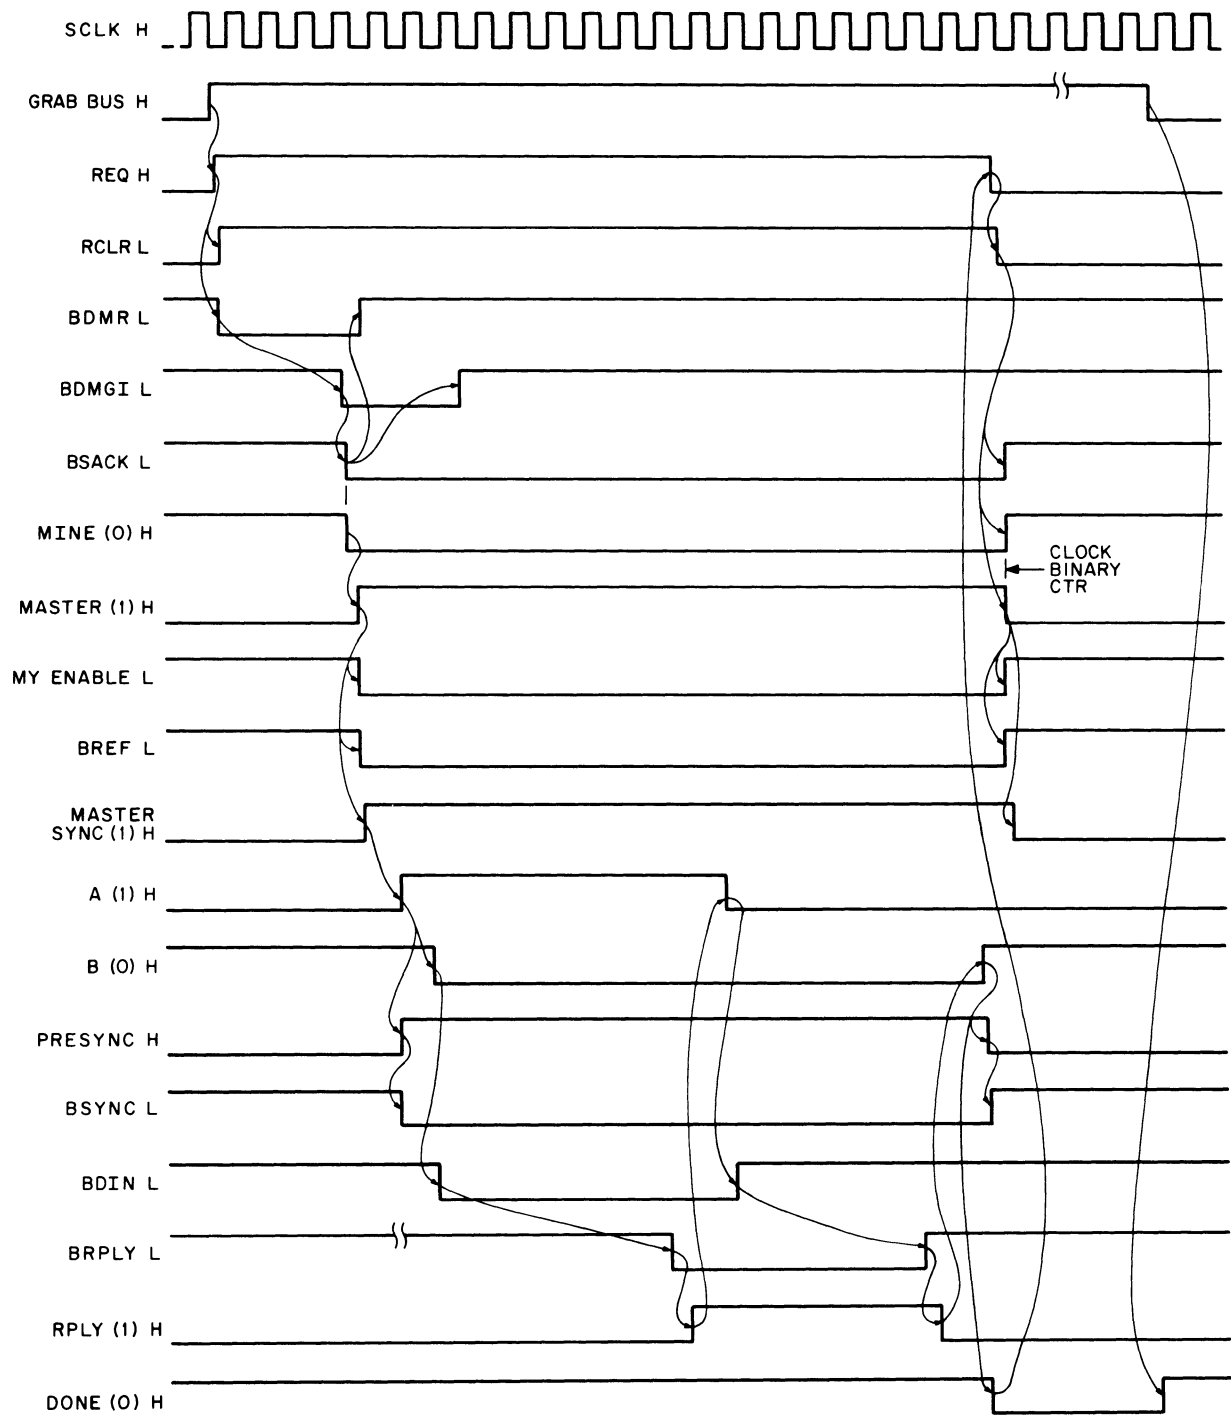 SCLK H
GRAB BUS H
REQ H
RCLR L
BDMR L
BDMGI L
BSACK L
MINE (0) H
CLOCK
BINARY
CTR
MASTER (1) H
MY ENABLE L
BREF L
MASTER
SYNC (1) H
A (1) H
B (0) H
PRESYNC H
BSYNC L
BDIN L
BRPLY L
RPLY (1) H
DONE (0) H